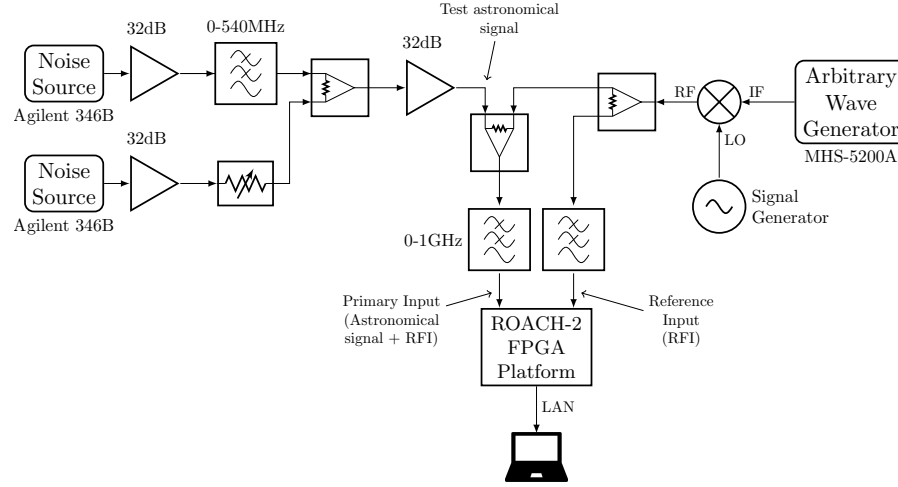 32dB
0-540MHz
Noise
Source
Agilent 346B
32dB
Test astronomical
signal
RF
IF
LO
Arbitrary
Wave
Generator
MHS-5200A
32dB
Noise
Source
Agilent 346B
Signal
Generator
0-1GHz
Primary Input
(Astronomical
signal + RFI)
Reference
Input
(RFI)
ROACH-2
FPGA
Platform
LAN